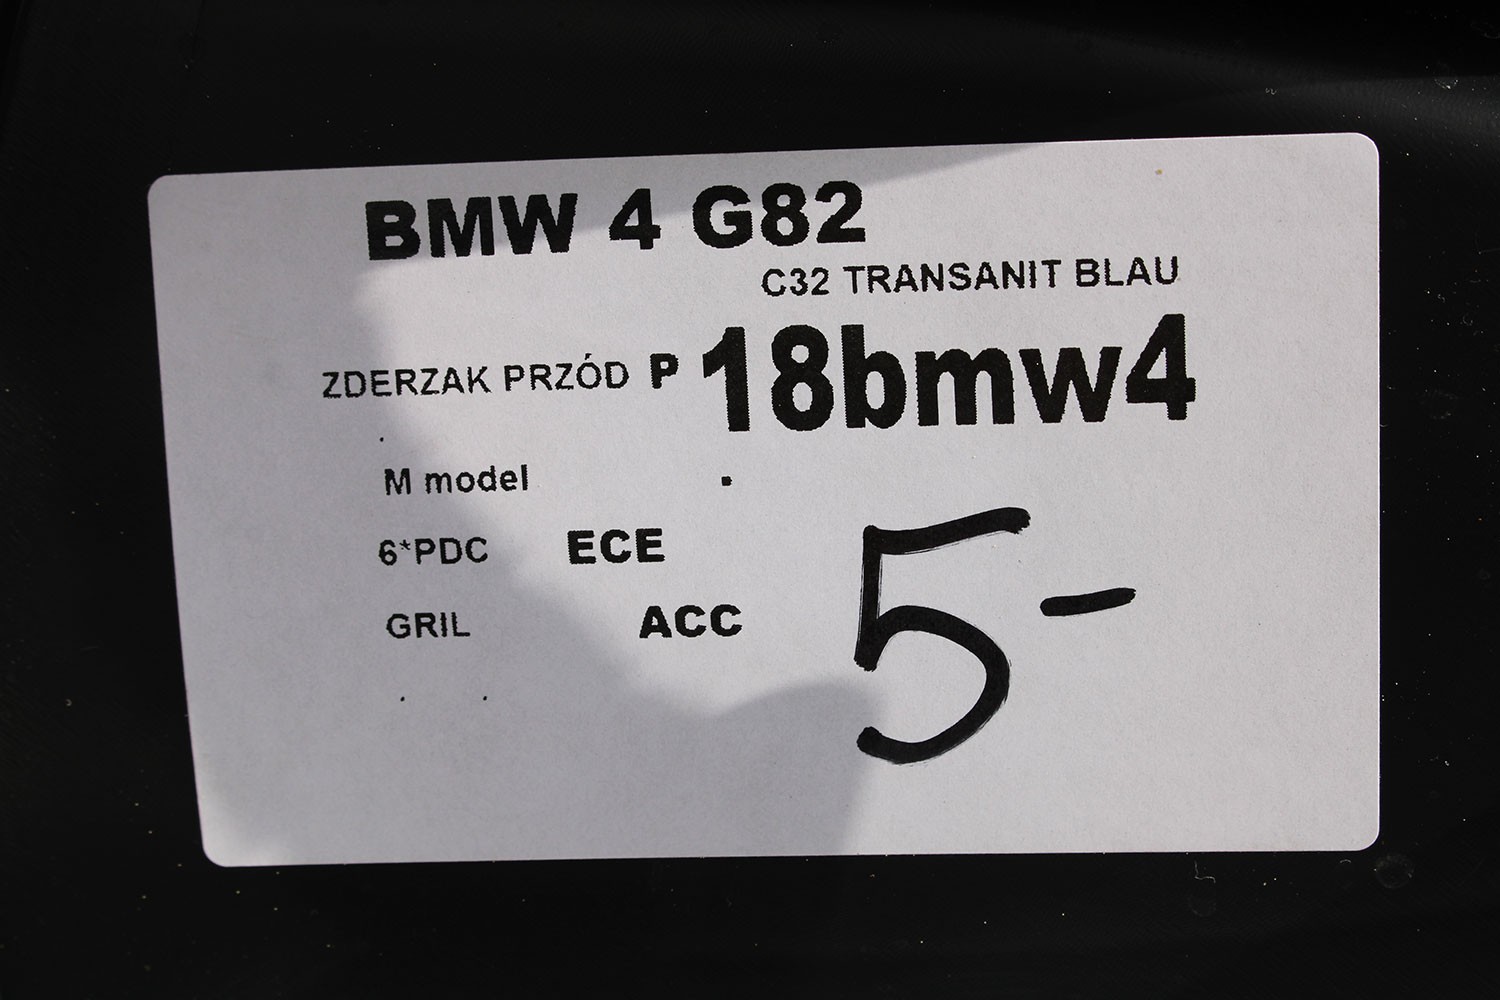 BMW 4 G82
C32 TRANSANIT BLAU
ZDERZAK PRZÓD P 18bmw4
M model
6*PDC ECE
GRIL ACC
5-